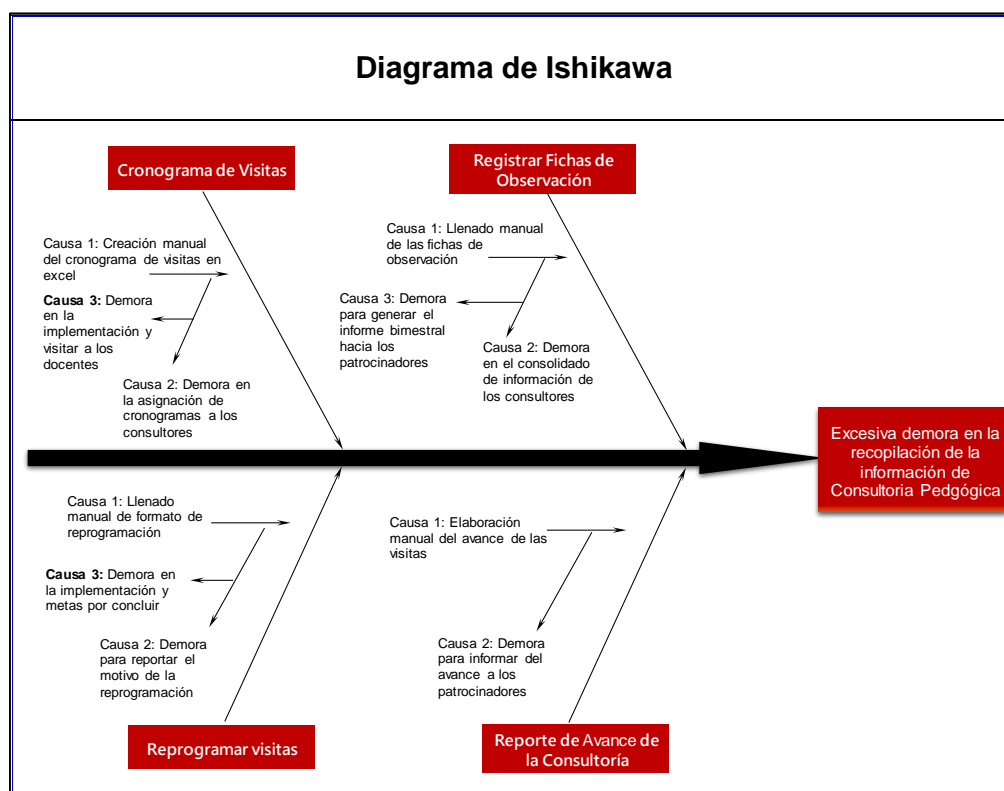 Diagrama de Ishikawa
Cronograma de Visitas
Registrar Fichas de
Observación
Causa 1: Creación manual
del cronograma de visitas en
excel
Causa 3: Demora
en la
implementación y
visitar a los
docentes
Causa 2: Demora en
la asignación de
cronogramas a los
consultores
Causa 1: Llenado manual
de las fichas de
observación
Causa 3: Demora
para generar el
informe bimestral
hacia los
patrocinadores
Causa 2: Demora
en el consolidado
de información de
los consultores
Excesiva demora en la
recopilación de la
información de
Consultoria Pedgógica
Causa 1: Llenado
manual de formato de
reprogramación
Causa 3: Demora en
la implementación y
metas por concluir
Causa 2: Demora
para reportar el
motivo de la
reprogramación
Causa 1: Elaboración
manual del avance de las
visitas
Causa 2: Demora
para informar del
avance a los
patrocinadores
Reprogramar visitas
Reporte de Avance de
la Consultoría